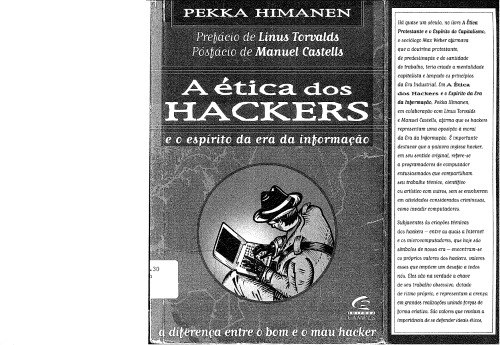 PEKKA HIMANEN
Prefácio de Linus Torvalds
Posfácio de Manuel Castells
A ética dos
HACKERS
e o espírito da era da informação
a diferença entre o bom e o mau hacker
Há quase um século, no livro A Ética
Protestante e o Espírito do Capitalismo,
o sociólogo Max Weber afirmava
que a doutrina protestante,
de predestinação e de santidade
do trabalho, teria criado a mentalidade
capitalista e lançado os princípios
da Era Industrial. Em A Ética
dos Hackers e o Espírito da Era
da Informação, Pekka Himanen,
em colaboração com Linus Torvalds
e Manuel Castells, afirma que os hackers
representam uma oposição à moral
da Era da Informação. É importante
destacar que a palavra inglesa hacker,
em seu sentido original, refere-se
a programadores de computador
entusiasmados que compartilham
seu trabalho técnico, científico
ou artístico com outros, sem se envolverem
em atividades consideradas criminosas,
como invadir computadores.
Subjacentes às criações técnicas
dos hackers – entre as quais a Internet
e os microcomputadores, que hoje são
símbolos de nossa era – encontram-se
os próprios valores dos hackers, valores
esses que impõem um desafio a todos
nós. Eles são na verdade a chave
de seu trabalho obsessivo, dotado
de ritmo próprio, e representam a crença
em grandes realizações unindo forças de
forma criativa. São valores que revelam a
importância de se defender ideais éticos,